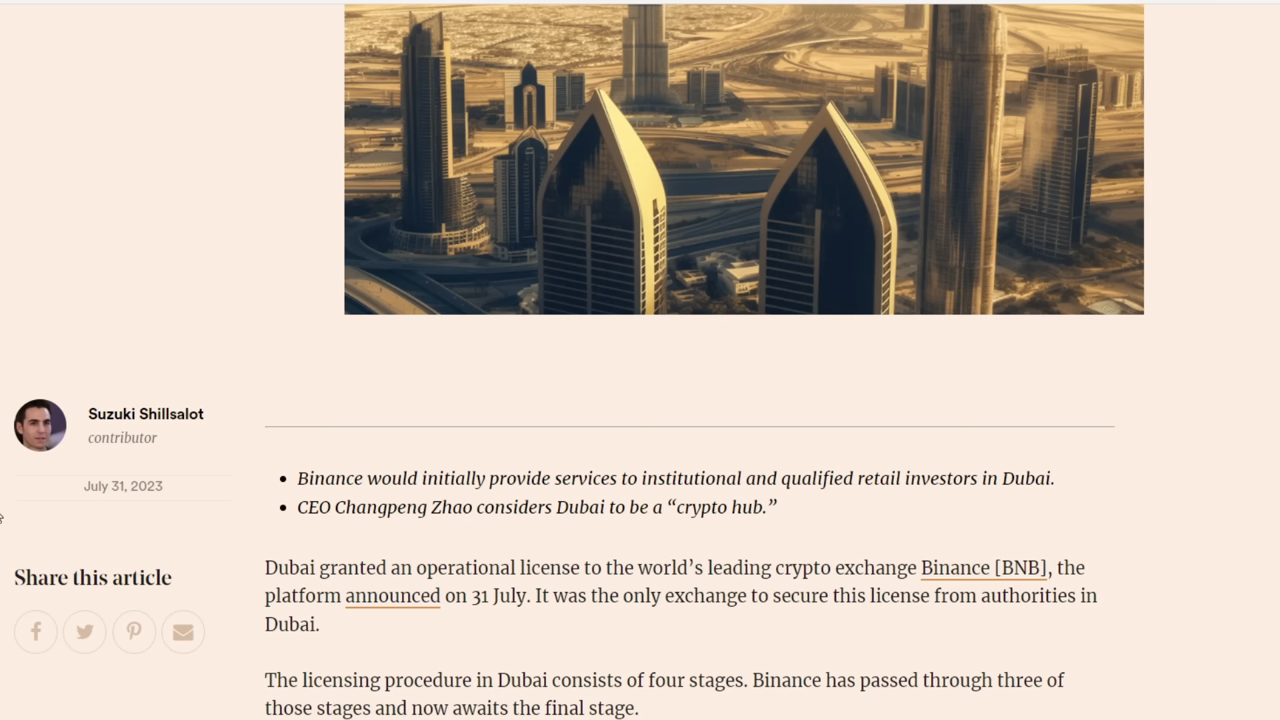 Suzuki Shillsalot
contributor
July 31, 2023
Share this article
• Binance would initially provide services to institutional and qualified retail investors in Dubai.
• CEO Changpeng Zhao considers Dubai to be a “crypto hub.”
Dubai granted an operational license to the world’s leading crypto exchange Binance [BNB], the
platform announced on 31 July. It was the only exchange to secure this license from authorities in
Dubai.
The licensing procedure in Dubai consists of four stages. Binance has passed through three of
those stages and now awaits the final stage.